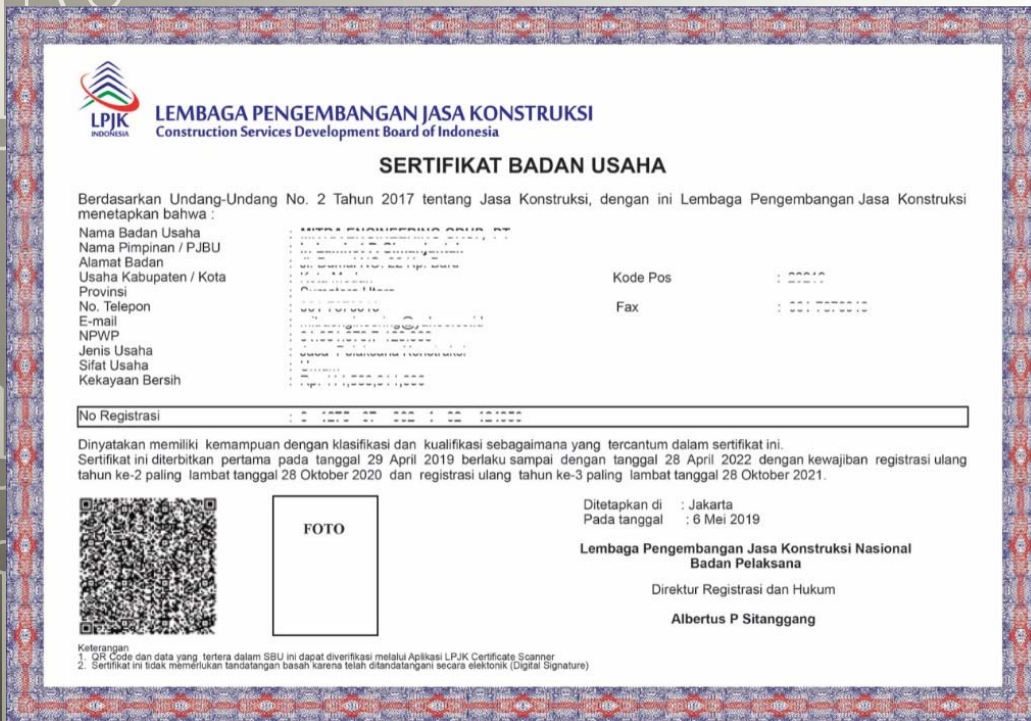 LPJK
INDONESIA
LEMBAGA PENGEMBANGAN JASA KONSTRUKSI
Construction Services Development Board of Indonesia
SERTIFIKAT BADAN USAHA
Berdasarkan Undang-Undang No. 2 Tahun 2017 tentang Jasa Konstruksi, dengan ini Lembaga Pengembangan Jasa Konstruksi
menetapkan bahwa :
Nama Badan Usaha :
Nama Pimpinan / PJBU :
Alamat Badan :
Usaha Kabupaten / Kota : Kode Pos :
Provinsi :
No. Telepon : Fax :
E-mail :
NPWP :
Jenis Usaha :
Sifat Usaha :
Kekayaan Bersih :
No Registrasi :
Dinyatakan memiliki kemampuan dengan klasifikasi dan kualifikasi sebagaimana yang tercantum dalam sertifikat ini.
Sertifikat ini diterbitkan pertama pada tanggal 29 April 2019 berlaku sampai dengan tanggal 28 April 2022 dengan kewajiban registrasi ulang
tahun ke-2 paling lambat tanggal 28 Oktober 2020 dan registrasi ulang tahun ke-3 paling lambat tanggal 28 Oktober 2021.
FOTO
Ditetapkan di : Jakarta
Pada tanggal : 6 Mei 2019
Lembaga Pengembangan Jasa Konstruksi Nasional
Badan Pelaksana
Direktur Registrasi dan Hukum
Albertus P Sitanggang
Keterangan
1. QR Code dan data yang tertera dalam SBU ini dapat diverifikasi melalui Aplikasi LPJK Certificate Scanner
2. Sertifikat ini tidak memerlukan tandatangan basah karena telah ditandatangani secara elektonik (Digital Signature)